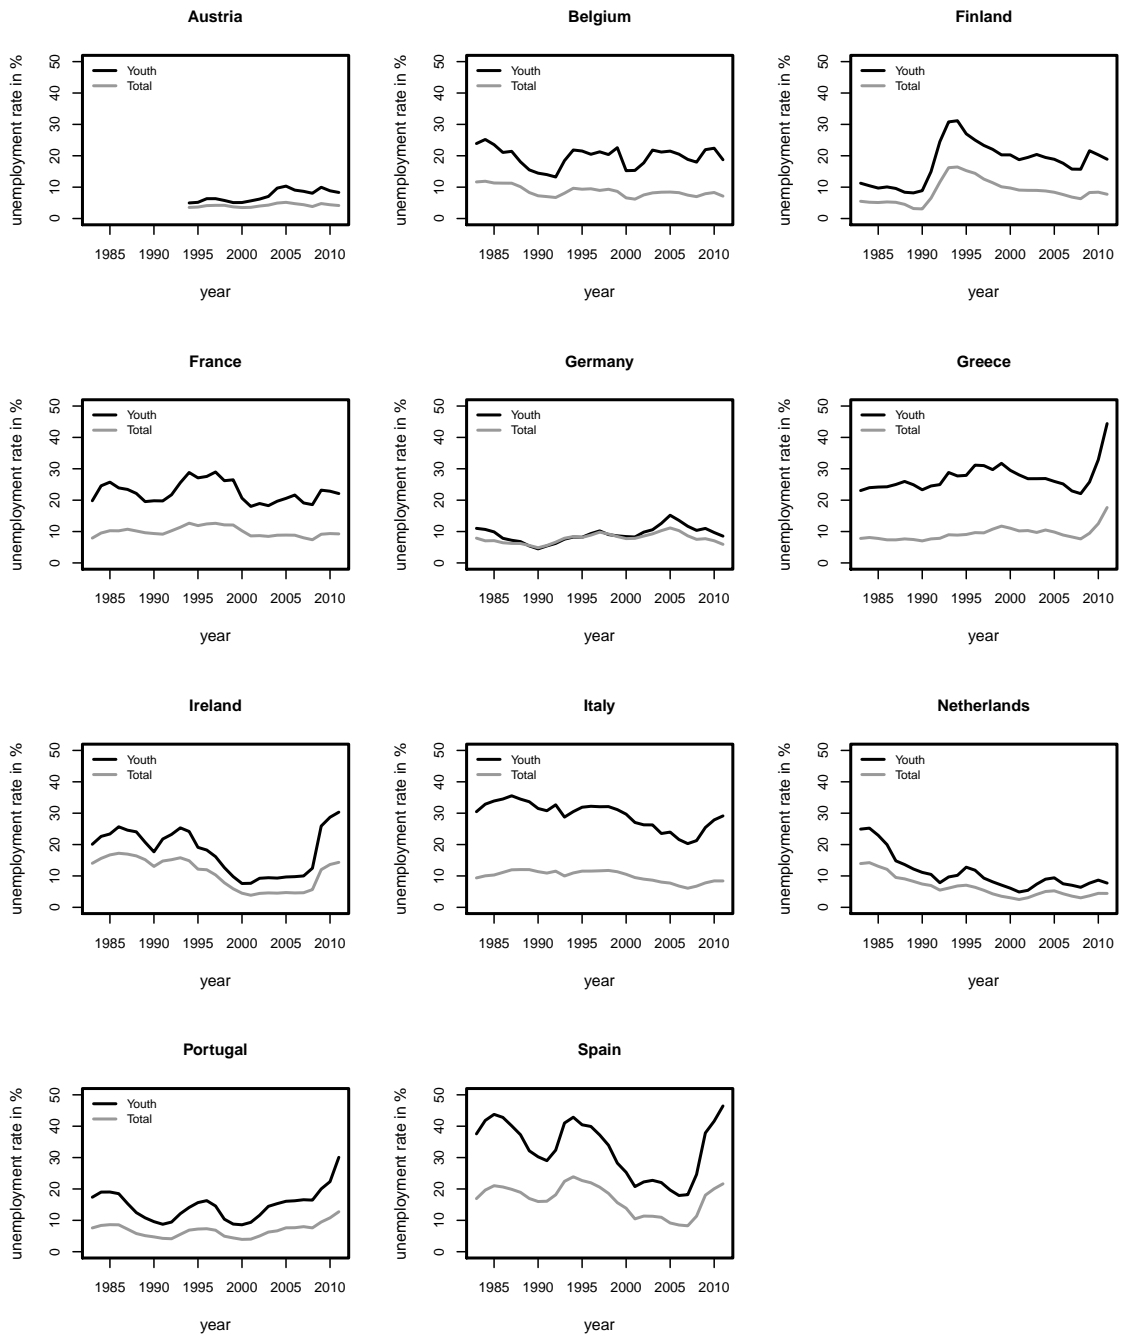 Austria
unemployment rate in %
50
40
30
20
10
0
Youth
Total
1985 1990 1995 2000 2005 2010
year
Belgium
unemployment rate in %
50
40
30
20
10
0
Youth
Total
1985 1990 1995 2000 2005 2010
year
Finland
unemployment rate in %
50
40
30
20
10
0
Youth
Total
1985 1990 1995 2000 2005 2010
year
France
unemployment rate in %
50
40
30
20
10
0
Youth
Total
1985 1990 1995 2000 2005 2010
year
Germany
unemployment rate in %
50
40
30
20
10
0
Youth
Total
1985 1990 1995 2000 2005 2010
year
Greece
unemployment rate in %
50
40
30
20
10
0
Youth
Total
1985 1990 1995 2000 2005 2010
year
Ireland
unemployment rate in %
50
40
30
20
10
0
Youth
Total
1985 1990 1995 2000 2005 2010
year
Italy
unemployment rate in %
50
40
30
20
10
0
Youth
Total
1985 1990 1995 2000 2005 2010
year
Netherlands
unemployment rate in %
50
40
30
20
10
0
Youth
Total
1985 1990 1995 2000 2005 2010
year
Portugal
unemployment rate in %
50
40
30
20
10
0
Youth
Total
1985 1990 1995 2000 2005 2010
year
Spain
unemployment rate in %
50
40
30
20
10
0
1985 1990 1995 2000 2005 2010
year